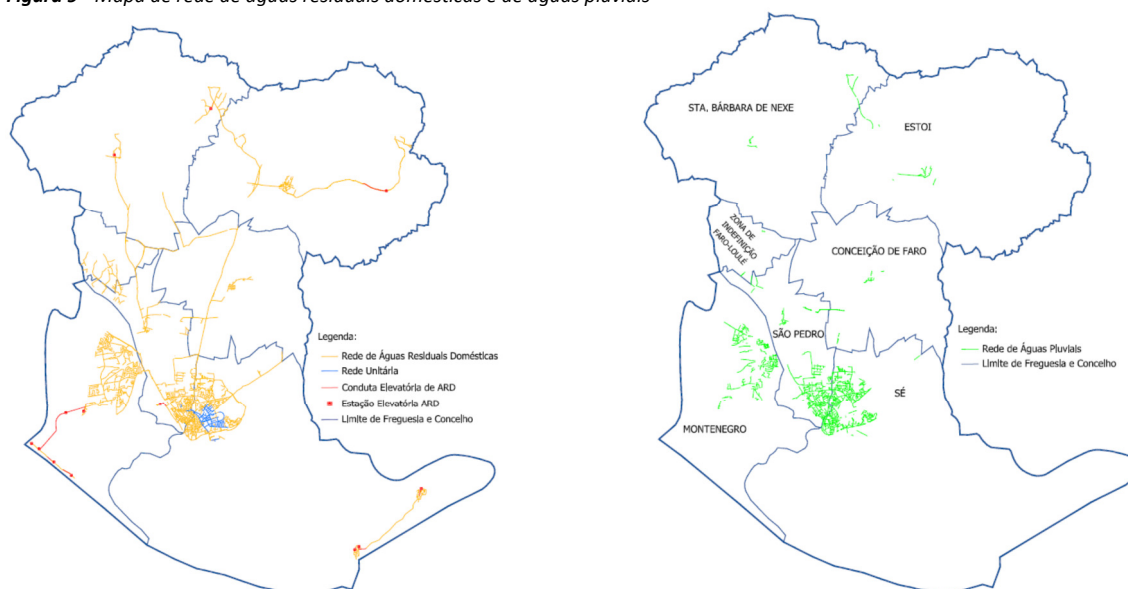 Figura 9 - Mapa de rede de águas residuais domésticas e de águas pluviais
Legenda:
Rede de Águas Residuais Domésticas
Rede Unitária
Conduta Elevatória de ARD
Estação Elevatória ARD
Limite de Freguesia e Concelho
STA. BÁRBARA DE NEXE
ESTOI
ZONA DE
INDEFINIÇÃO
FARO-LOULÉ
CONCEIÇÃO DE FARO
SÃO PEDRO
SÉ
MONTENEGRO
Legenda:
Rede de Águas Pluviais
Limite de Freguesia e Concelho